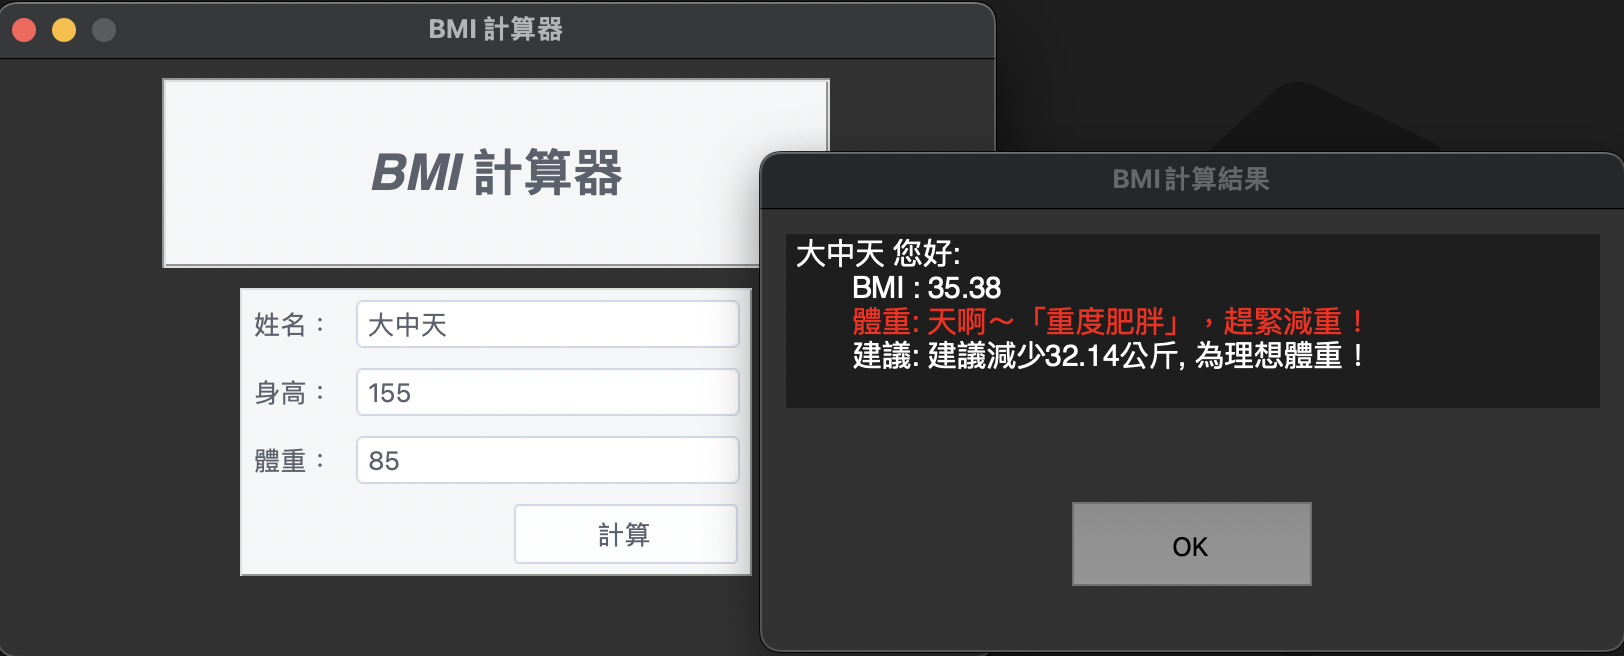 BMI 計算器
BMI 計算器
姓名：
大中天
身高：
155
體重：
85
計算
BMI計算結果
大中天 您好:
BMI : 35.38
體重: 天啊～「重度肥胖」，趕緊減重！
建議: 建議減少32.14公斤, 為理想體重！
OK